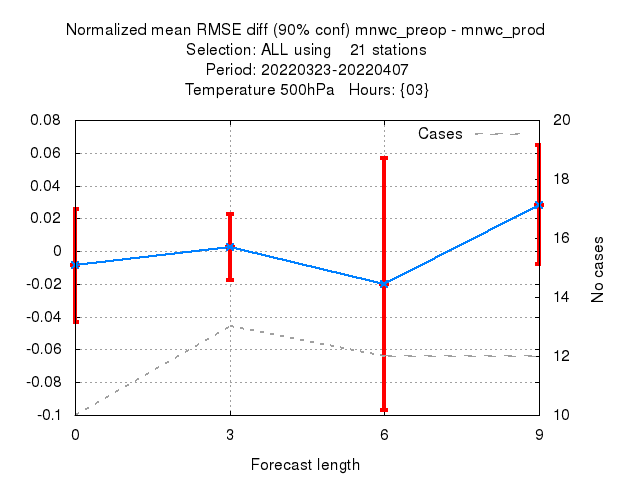 Normalized mean RMSE diff (90% conf) mnwc_preop - mnwc_prod
Selection: ALL using    21 stations
Period: 20220323-20220407
Temperature 500hPa   Hours: {03}
Cases
0.08
0.06
0.04
0.02
0
-0.02
-0.04
-0.06
-0.08
-0.1
20
18
16
14
12
10
No cases
0 3 6 9
Forecast length